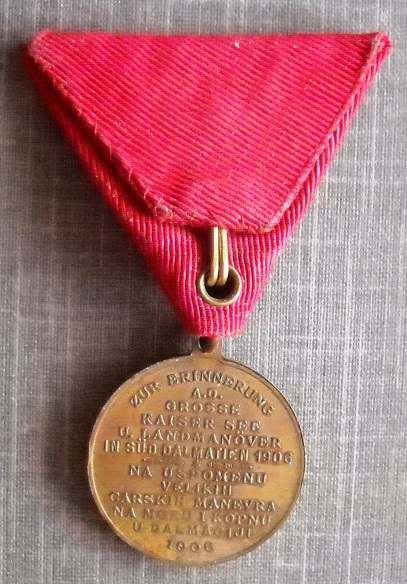 ZUR ERINNERUNG
A.D.
GROSSE
KAISER SEE
U. LANDMANÖVER
IN SÜD DALMATIEN 1906
NA USPOMENU
VELIKIH
CARSKIH MANEVRA
NA MORU I KOPNU
U DALMACIJI
1906